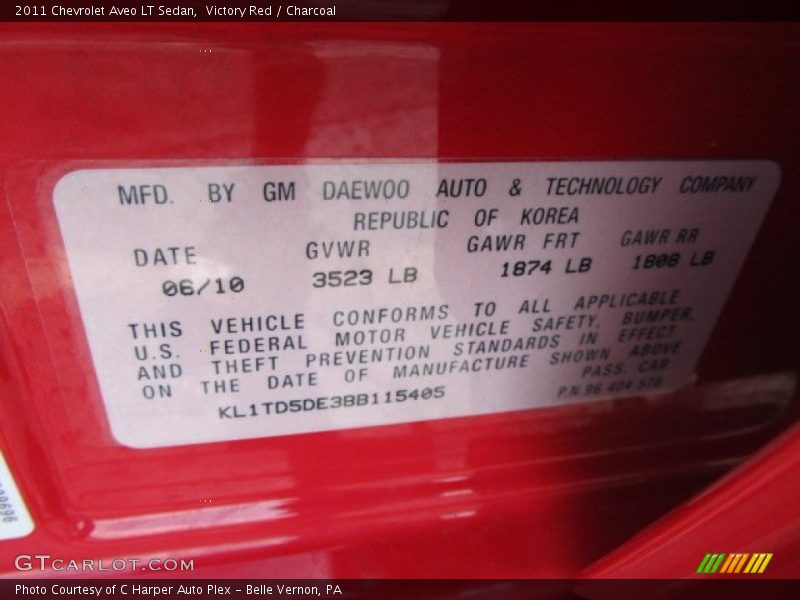 2011 Chevrolet Aveo LT Sedan, Victory Red / Charcoal
MFD. BY GM DAEWOO AUTO & TECHNOLOGY COMPANY
REPUBLIC OF KOREA
DATE GVWR GAWR FRT GAWR RR
06/10 3523 LB 1874 LB 1808 LB
THIS VEHICLE CONFORMS TO ALL APPLICABLE
U.S. FEDERAL MOTOR VEHICLE SAFETY, BUMPER,
AND THEFT PREVENTION STANDARDS IN EFFECT
ON THE DATE OF MANUFACTURE SHOWN ABOVE
PASS. CAR
KL1TD5DE3BB115405 P.N.96 404 578
GTCARLOT.COM
Photo Courtesy of C Harper Auto Plex - Belle Vernon, PA